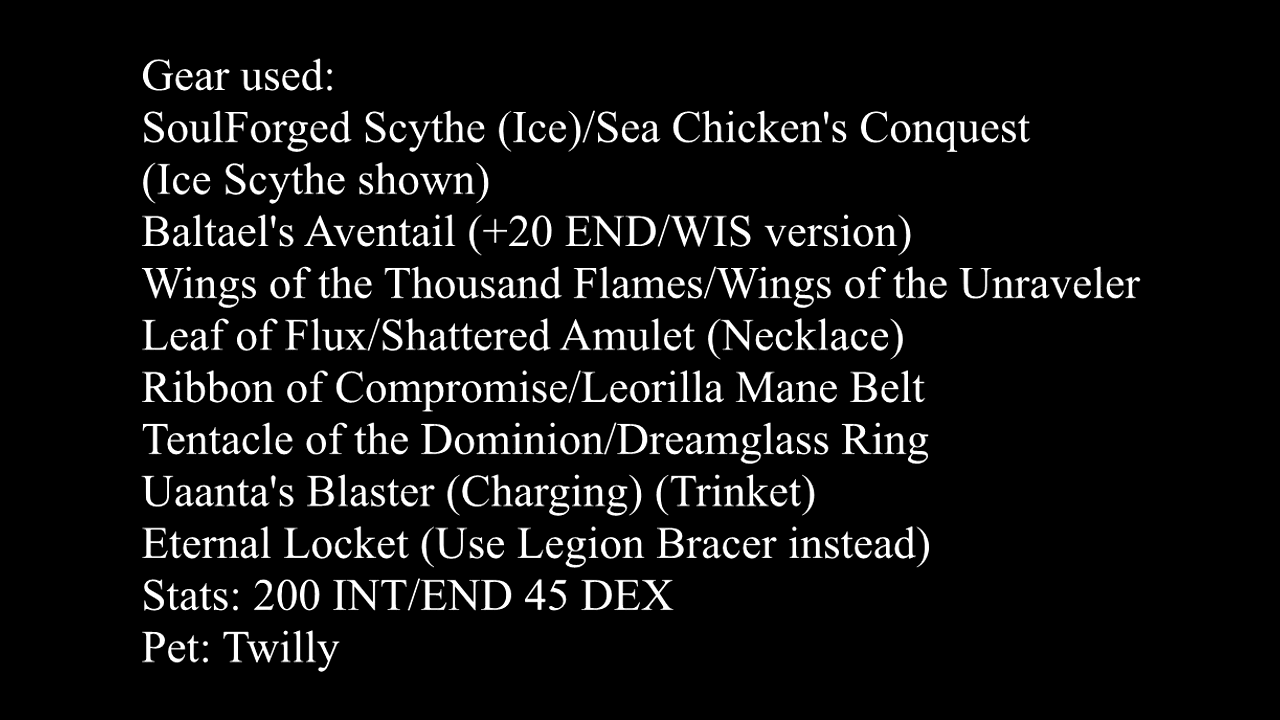 Gear used:
SoulForged Scythe (Ice)/Sea Chicken's Conquest
(Ice Scythe shown)
Baltael's Aventail (+20 END/WIS version)
Wings of the Thousand Flames/Wings of the Unraveler
Leaf of Flux/Shattered Amulet (Necklace)
Ribbon of Compromise/Leorilla Mane Belt
Tentacle of the Dominion/Dreamglass Ring
Uaanta's Blaster (Charging) (Trinket)
Eternal Locket (Use Legion Bracer instead)
Stats: 200 INT/END 45 DEX
Pet: Twilly